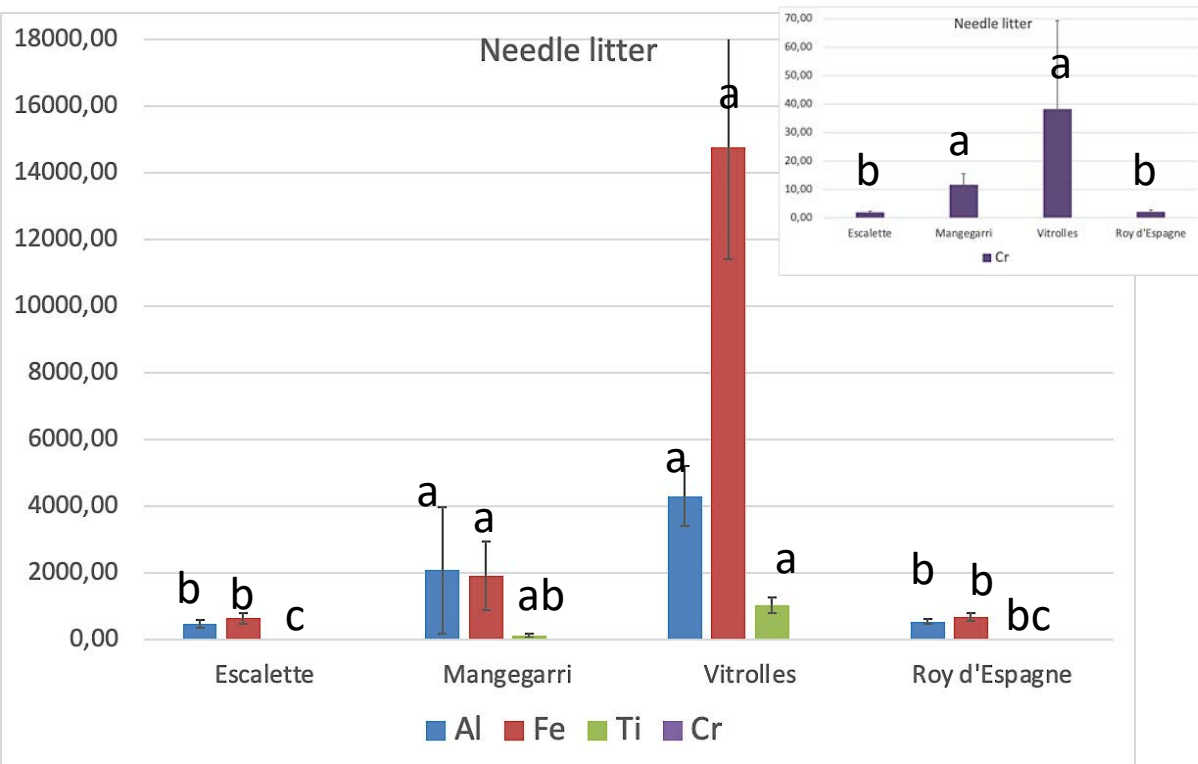 Needle litter
18000,00
16000,00
14000,00
12000,00
10000,00
8000,00
6000,00
4000,00
2000,00
0,00
b b c
a a ab
a a a
b b bc
Escalette Mangegarri Vitrolles Roy d'Espagne
Al Fe Ti Cr
Needle litter
70,00
60,00
50,00
40,00
30,00
20,00
10,00
0,00
b a a b
Escalette Mangegarri Vitrolles Roy d'Espagne
Cr